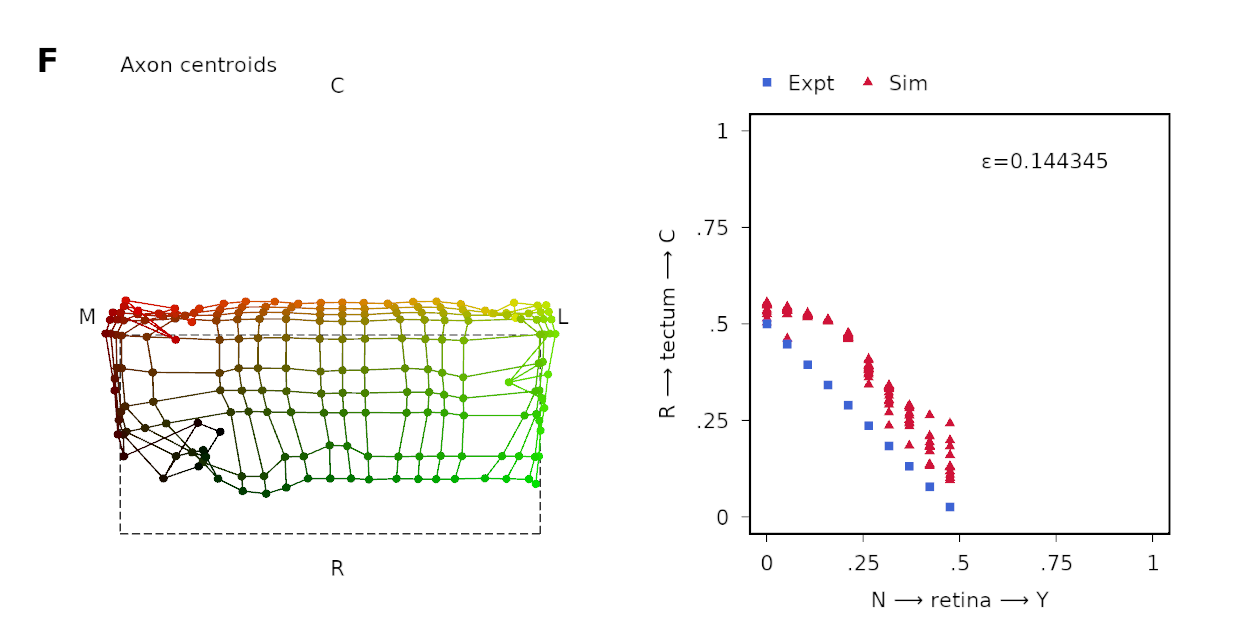 F
Axon centroids
C
M
L
R
Expt
Sim
ε=0.144345
1
.75
.5
.25
0
R ⟶ tectum ⟶ C
0
.25
.5
.75
1
N ⟶ retina ⟶ Y